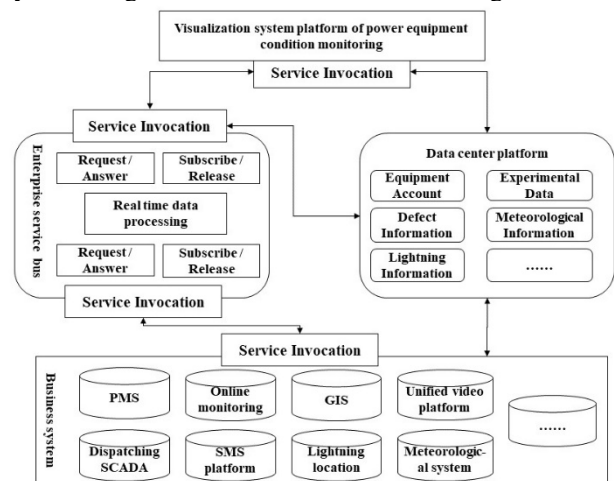 Visualization system platform of power equipment
condition monitoring
Service Invocation
Service Invocation
Enterprise service bus
Request /
Answer
Subscribe /
Release
Real time data
processing
Request /
Answer
Subscribe /
Release
Service Invocation
Data center platform
Equipment
Account
Experimental
Data
Defect
Information
Meteorological
Information
Lightning
Information
......
Service Invocation
Business system
PMS
Online
monitoring
GIS
Unified video
platform
......
Dispatching
SCADA
SMS
platform
Lightning
location
Meteorologic-
al system